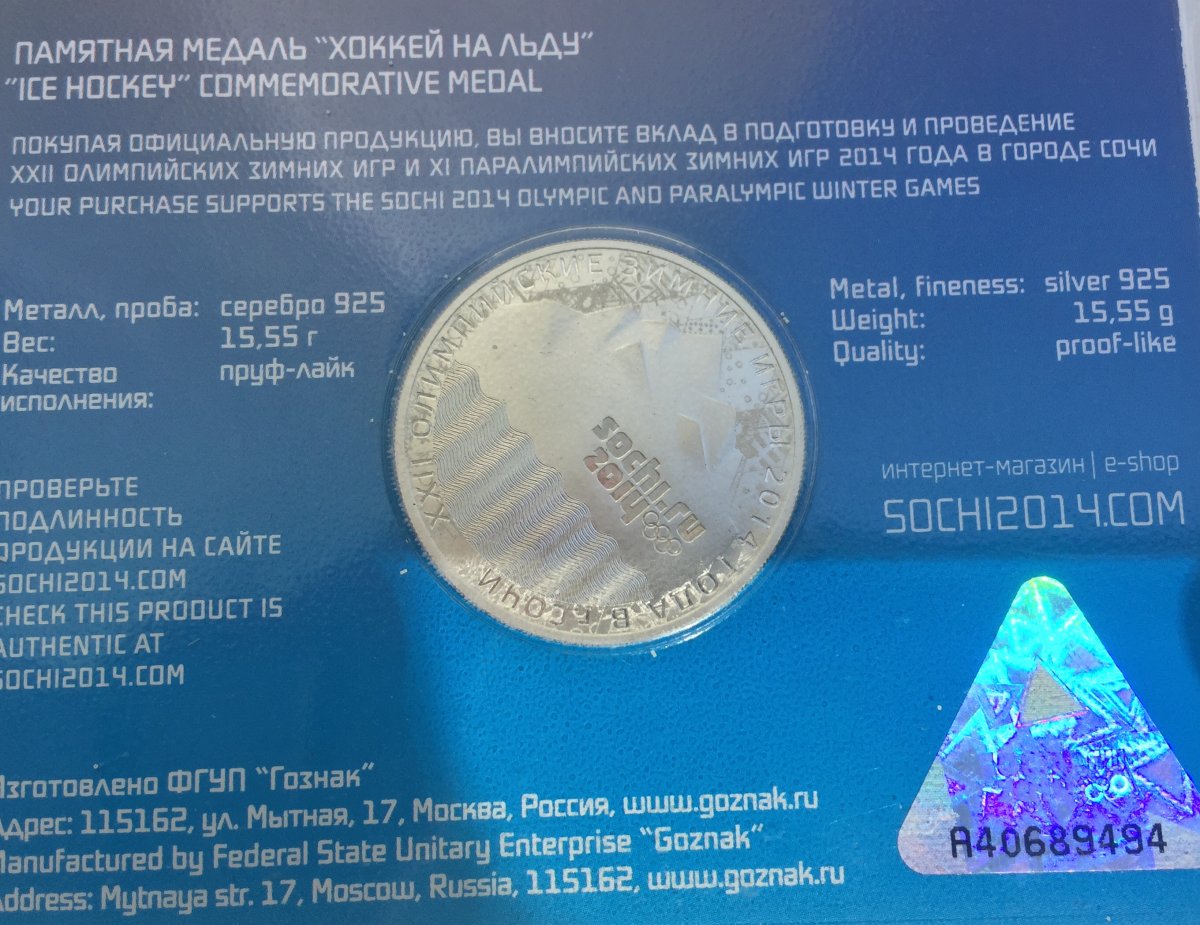 ПАМЯТНАЯ МЕДАЛЬ "ХОККЕЙ НА ЛЬДУ"
"ICE HOCKEY" COMMEMORATIVE MEDAL
ПОКУПАЯ ОФИЦИАЛЬНУЮ ПРОДУКЦИЮ, ВЫ ВНОСИТЕ ВКЛАД В ПОДГОТОВКУ И ПРОВЕДЕНИЕ
XXII ОЛИМПИЙСКИХ ЗИМНИХ ИГР И XI ПАРАЛИМПИЙСКИХ ЗИМНИХ ИГР 2014 ГОДА В ГОРОДЕ СОЧИ
YOUR PURCHASE SUPPORTS THE SOCHI 2014 OLYMPIC AND PARALYMPIC WINTER GAMES
Металл, проба: серебро 925
Вес: 15,55 г
Качество пруф-лайк
исполнения:
XXII ОЛИМПИЙСКИЕ ЗИМНИЕ ИГРЫ 2014 ГОДА В Г. СОЧИ
sochi.ru
2014
Metal, fineness: silver 925
Weight: 15,55 g
Quality: proof-like
интернет-магазин | e-shop
SOCHI2014.COM
ПРОВЕРЬТЕ
ПОДЛИННОСТЬ
ПРОДУКЦИИ НА САЙТЕ
SOCHI2014.COM
CHECK THIS PRODUCT IS
AUTHENTIC AT
SOCHI2014.COM
A40689494
Изготовлено ФГУП "Гознак"
Адрес: 115162, ул. Мытная, 17, Москва, Россия, www.goznak.ru
Manufactured by Federal State Unitary Enterprise "Goznak"
Address: Mytnaya str. 17, Moscow, Russia, 115162, www.goznak.ru